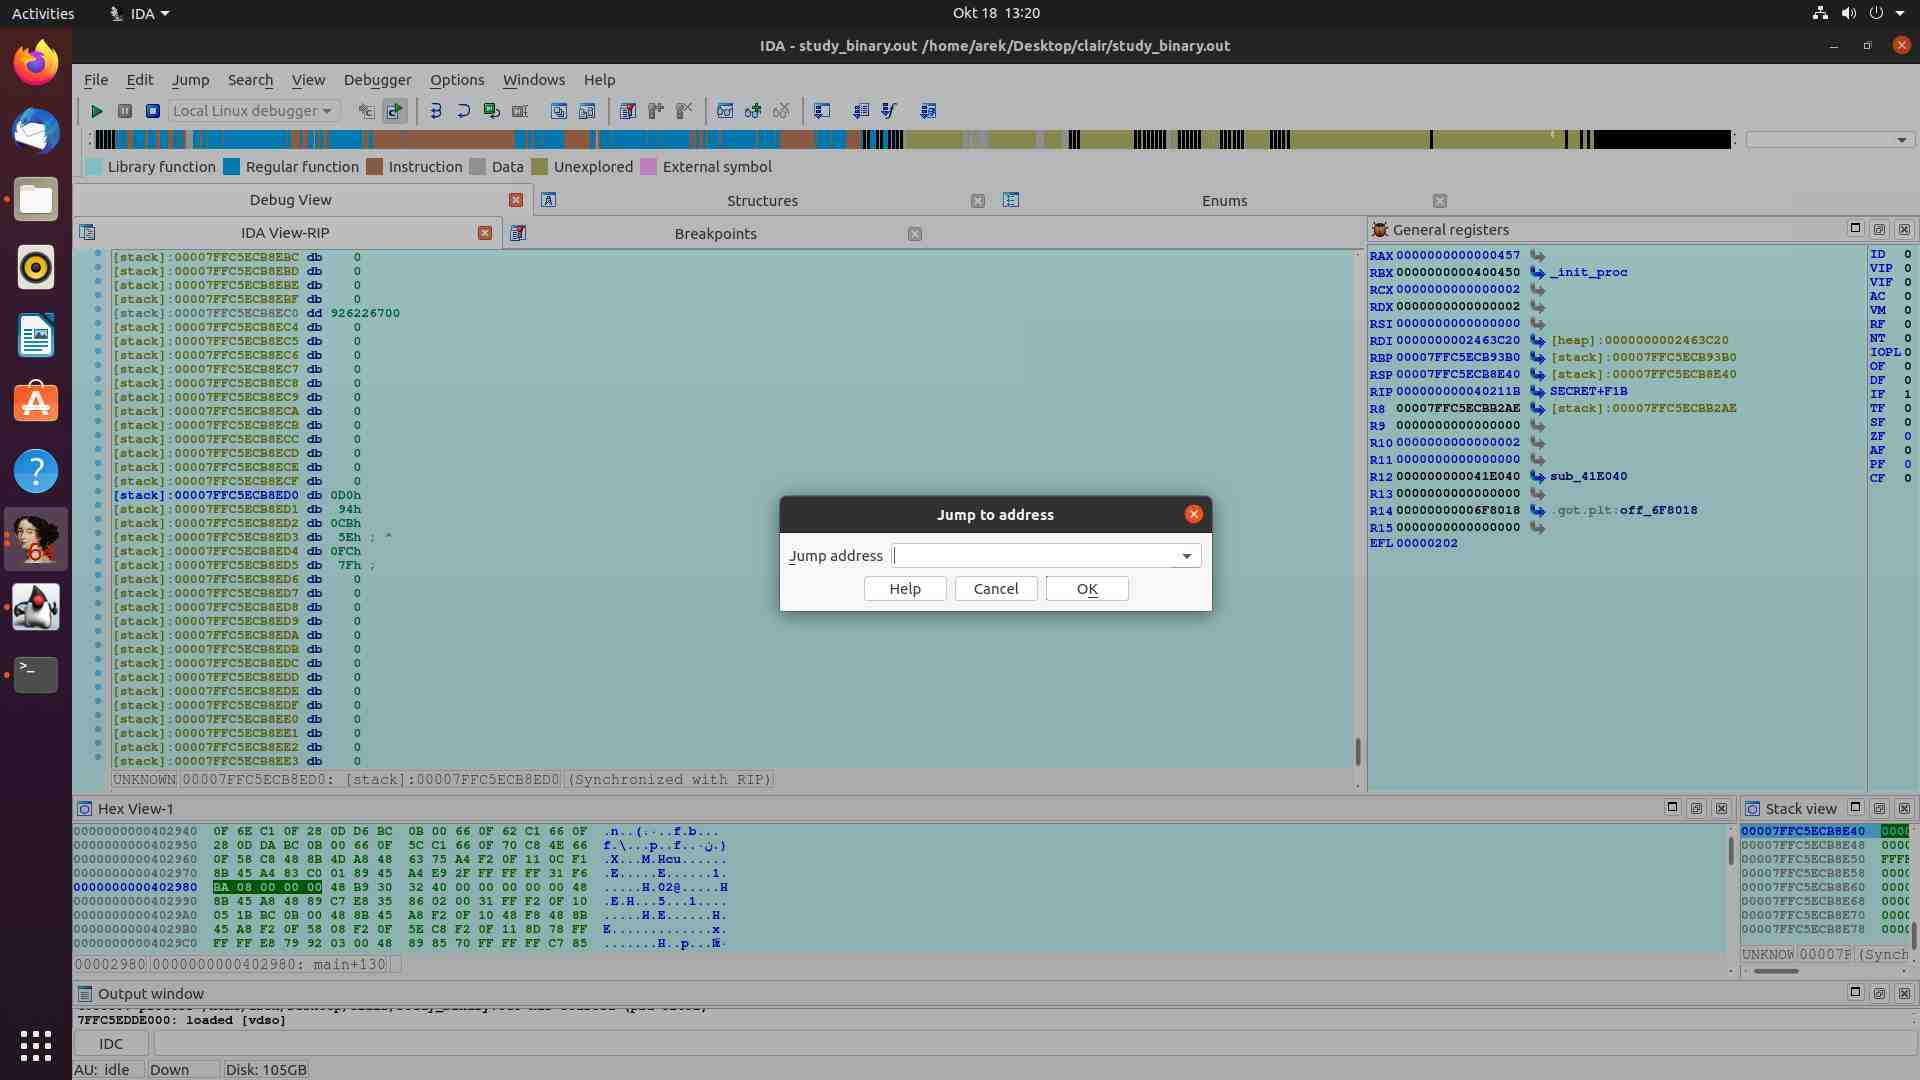 Activities
IDA
Okt 18 13:20
IDA - study_binary.out /home/arek/Desktop/clair/study_binary.out
File Edit Jump Search View Debugger Options Windows Help
Local Linux debugger
Library function Regular function Instruction Data Unexplored External symbol
Debug View
Structures
Enums
IDA View-RIP
Breakpoints
General registers
[stack]:00007FFC5ECB8EBC db 0
[stack]:00007FFC5ECB8EBD db 0
[stack]:00007FFC5ECB8EBE db 0
[stack]:00007FFC5ECB8EBF db 0
[stack]:00007FFC5ECB8EC0 dd 926226700
[stack]:00007FFC5ECB8EC4 db 0
[stack]:00007FFC5ECB8EC5 db 0
[stack]:00007FFC5ECB8EC6 db 0
[stack]:00007FFC5ECB8EC7 db 0
[stack]:00007FFC5ECB8EC8 db 0
[stack]:00007FFC5ECB8EC9 db 0
[stack]:00007FFC5ECB8ECA db 0
[stack]:00007FFC5ECB8ECB db 0
[stack]:00007FFC5ECB8ECC db 0
[stack]:00007FFC5ECB8ECD db 0
[stack]:00007FFC5ECB8ECE db 0
[stack]:00007FFC5ECB8ECF db 0
[stack]:00007FFC5ECB8ED0 db 0D0h
[stack]:00007FFC5ECB8ED1 db 94h
[stack]:00007FFC5ECB8ED2 db 0CBh
[stack]:00007FFC5ECB8ED3 db 5Eh ; ^
[stack]:00007FFC5ECB8ED4 db 0FCh
[stack]:00007FFC5ECB8ED5 db 7Fh ;
[stack]:00007FFC5ECB8ED6 db 0
[stack]:00007FFC5ECB8ED7 db 0
[stack]:00007FFC5ECB8ED8 db 0
[stack]:00007FFC5ECB8ED9 db 0
[stack]:00007FFC5ECB8EDA db 0
[stack]:00007FFC5ECB8EDB db 0
[stack]:00007FFC5ECB8EDC db 0
[stack]:00007FFC5ECB8EDD db 0
[stack]:00007FFC5ECB8EDE db 0
[stack]:00007FFC5ECB8EDF db 0
[stack]:00007FFC5ECB8EE0 db 0
[stack]:00007FFC5ECB8EE1 db 0
[stack]:00007FFC5ECB8EE2 db 0
[stack]:00007FFC5ECB8EE3 db 0
UNKNOWN 00007FFC5ECB8ED0: [stack]:00007FFC5ECB8ED0 (Synchronized with RIP)
Jump to address
Jump address
Help Cancel OK
RAX 0000000000000457
RBX 0000000000400450 _init_proc
RCX 0000000000000002
RDX 0000000000000002
RSI 0000000000000000
RDI 0000000002463C20 [heap]:0000000002463C20
RBP 00007FFC5ECB93B0 [stack]:00007FFC5ECB93B0
RSP 00007FFC5ECB8E40 [stack]:00007FFC5ECB8E40
RIP 000000000040211B SECRET+F1B
R8 00007FFC5ECBB2AE [stack]:00007FFC5ECBB2AE
R9 0000000000000000
R10 0000000000000002
R11 0000000000000000
R12 000000000041E040 sub_41E040
R13 0000000000000000
R14 00000000006F8018 .got.plt:off_6F8018
R15 0000000000000000
EFL 00000202
ID 0
VIP 0
VIF 0
AC 0
VM 0
RF 0
NT 0
IOPL 0
OF 0
DF 0
IF 1
TF 0
SF 0
ZF 0
AF 0
PF 0
CF 0
Hex View-1
0000000000402940 0F 6E C1 0F 28 0D D6 BC 0B 00 66 0F 62 C1 66 0F
0000000000402950 28 0D DA BC 0B 00 66 0F 5C C1 66 0F 70 C8 4E 66
0000000000402960 0F 58 C8 48 8B 4D A8 48 63 75 A4 F2 0F 11 0C F1
0000000000402970 8B 45 A4 83 C0 01 89 45 A4 E9 2F FF FF FF 31 F6
0000000000402980 BA 08 00 00 00 48 B9 30 32 40 00 00 00 00 00 48
0000000000402990 8B 45 A8 48 89 C7 E8 35 86 02 00 31 FF F2 0F 10
00000000004029A0 05 1B BC 0B 00 48 8B 45 A8 F2 0F 10 48 F8 48 8B
00000000004029B0 45 A8 F2 0F 58 08 F2 0F 5E C8 F2 0F 11 8D 78 FF
00000000004029C0 FF FF E8 79 92 03 00 48 89 85 70 FF FF FF C7 85
00002980 0000000000402980: main+130
Stack view
00007FFC5ECB8E40 0000
00007FFC5ECB8E48 0000
00007FFC5ECB8E50 FFFF
00007FFC5ECB8E58 0000
00007FFC5ECB8E60 0000
00007FFC5ECB8E68 0000
00007FFC5ECB8E70 0000
00007FFC5ECB8E78 0000
Output window
7FFC5EDDE000: loaded [vdso]
IDC
AU: idle Down Disk: 105GB